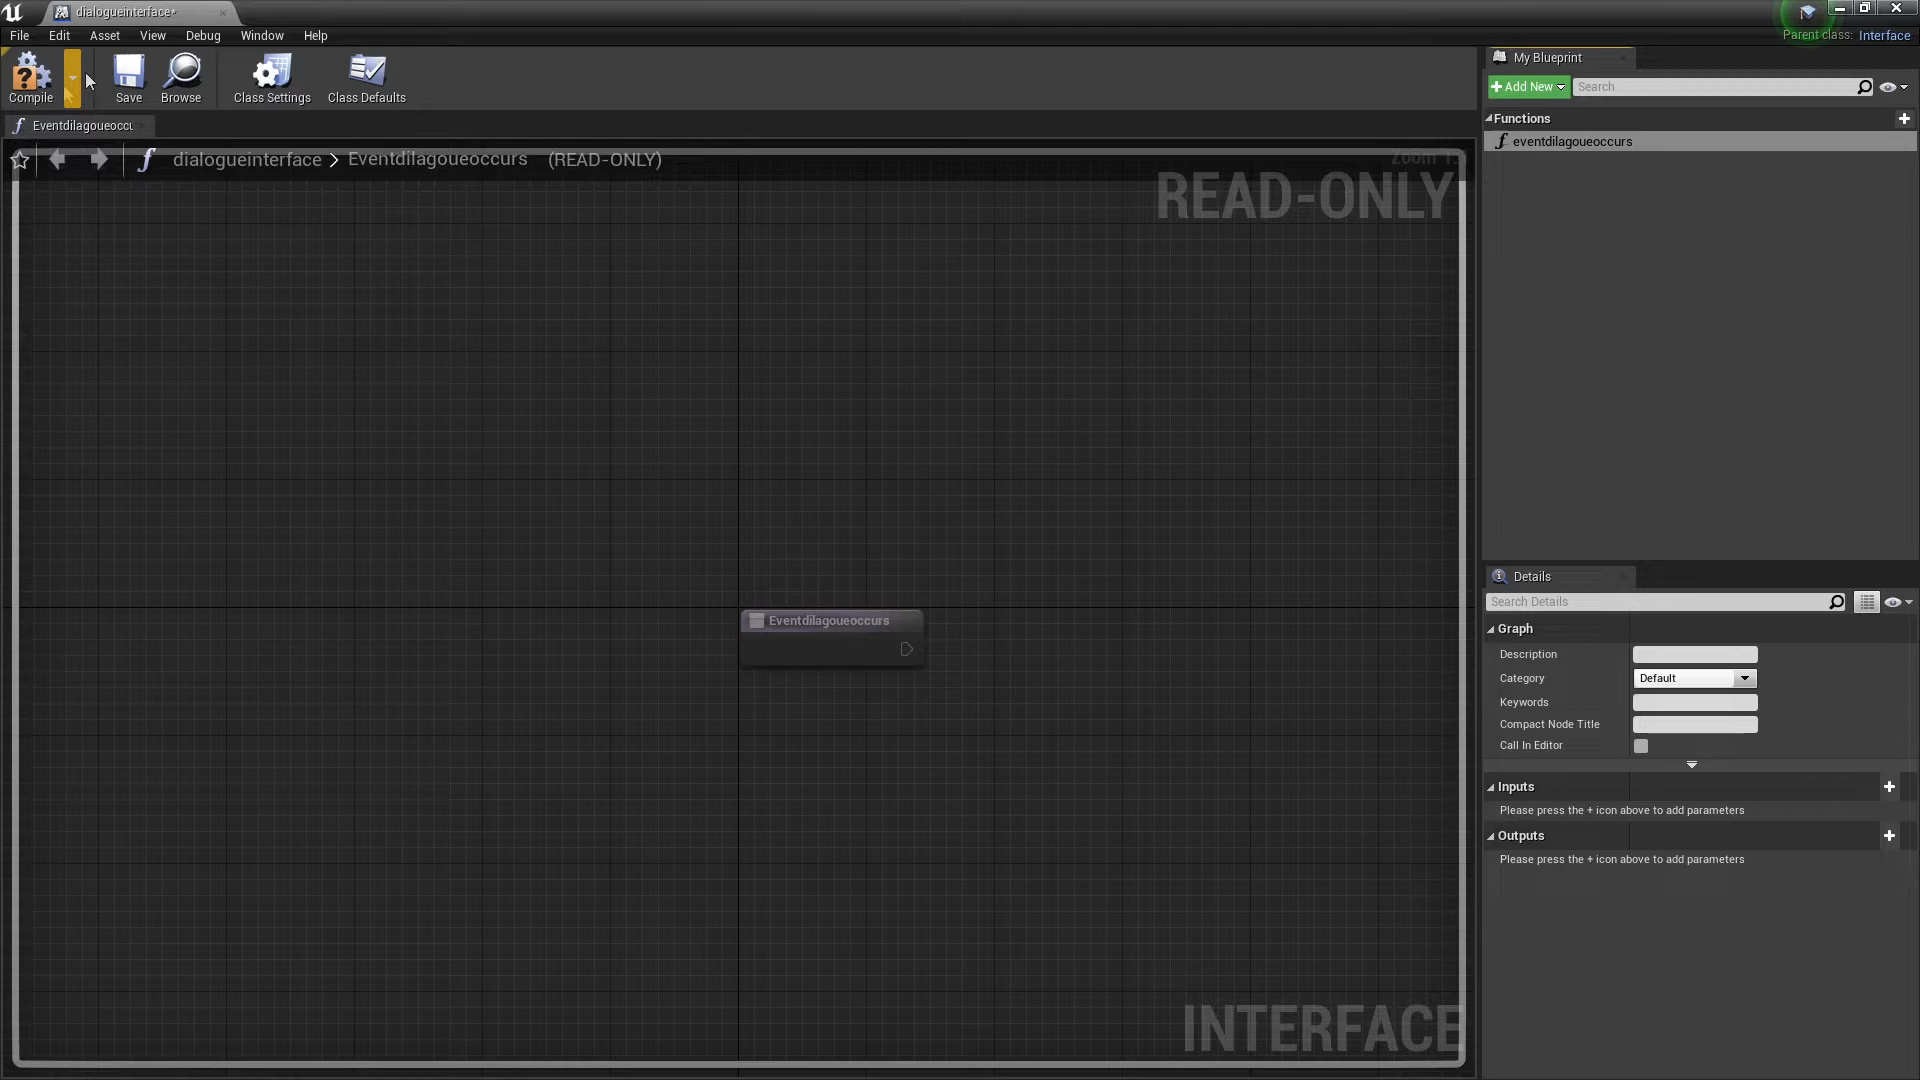 dialogueinterface*
File Edit Asset View Debug Window Help
Parent class: Interface
Compile Save Browse Class Settings Class Defaults
My Blueprint
Add New Search
Functions
eventdilagoueoccurs
Eventdilagoueoccu
dialogueinterface > Eventdilagoueoccurs (READ-ONLY)
READ-ONLY
Eventdilagoueoccurs
INTERFACE
Details
Search Details
Graph
Description
Category Default
Keywords
Compact Node Title
Call In Editor
Inputs
Please press the + icon above to add parameters
Outputs
Please press the + icon above to add parameters